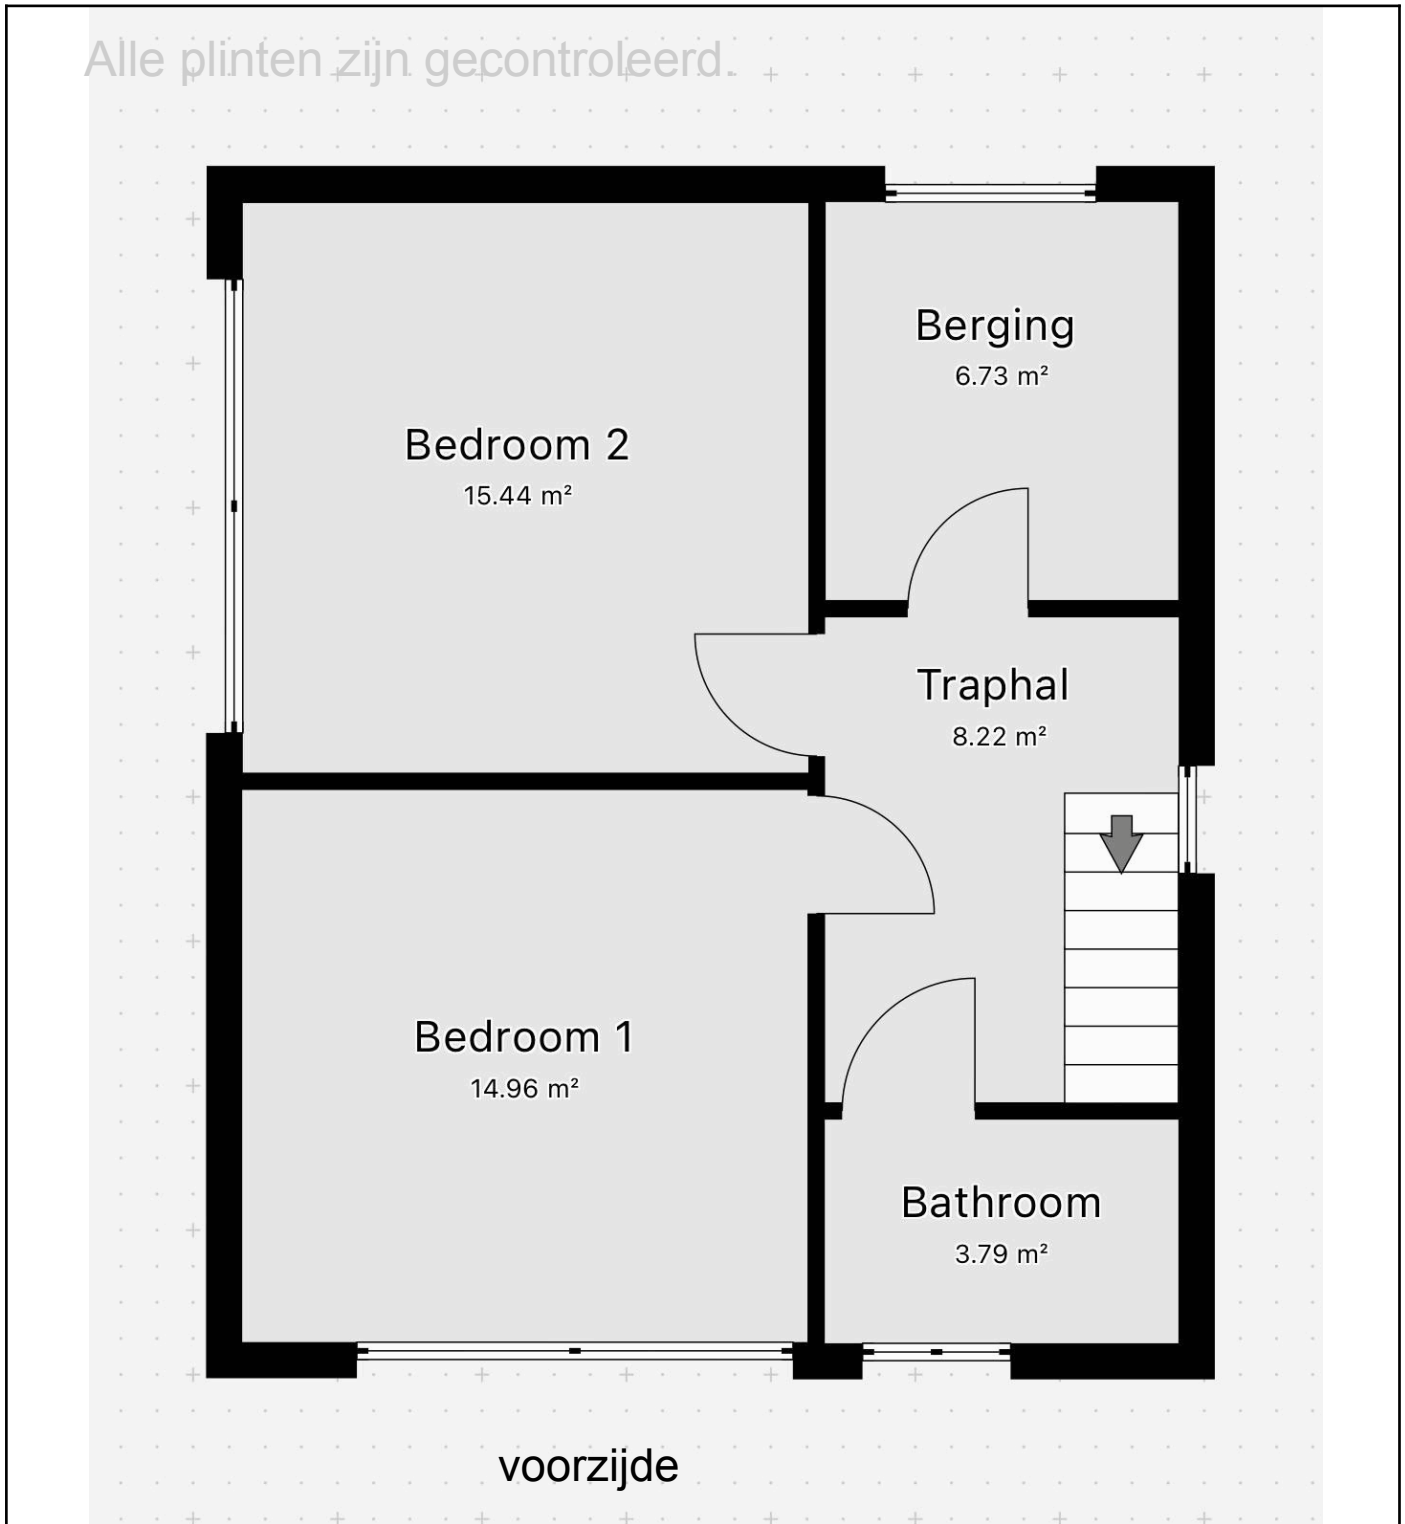 Alle plinten zijn gecontroleerd.
Berging
6.73 m²
Bedroom 2
15.44 m²
Traphal
8.22 m²
Bedroom 1
14.96 m²
Bathroom
3.79 m²
voorzijde